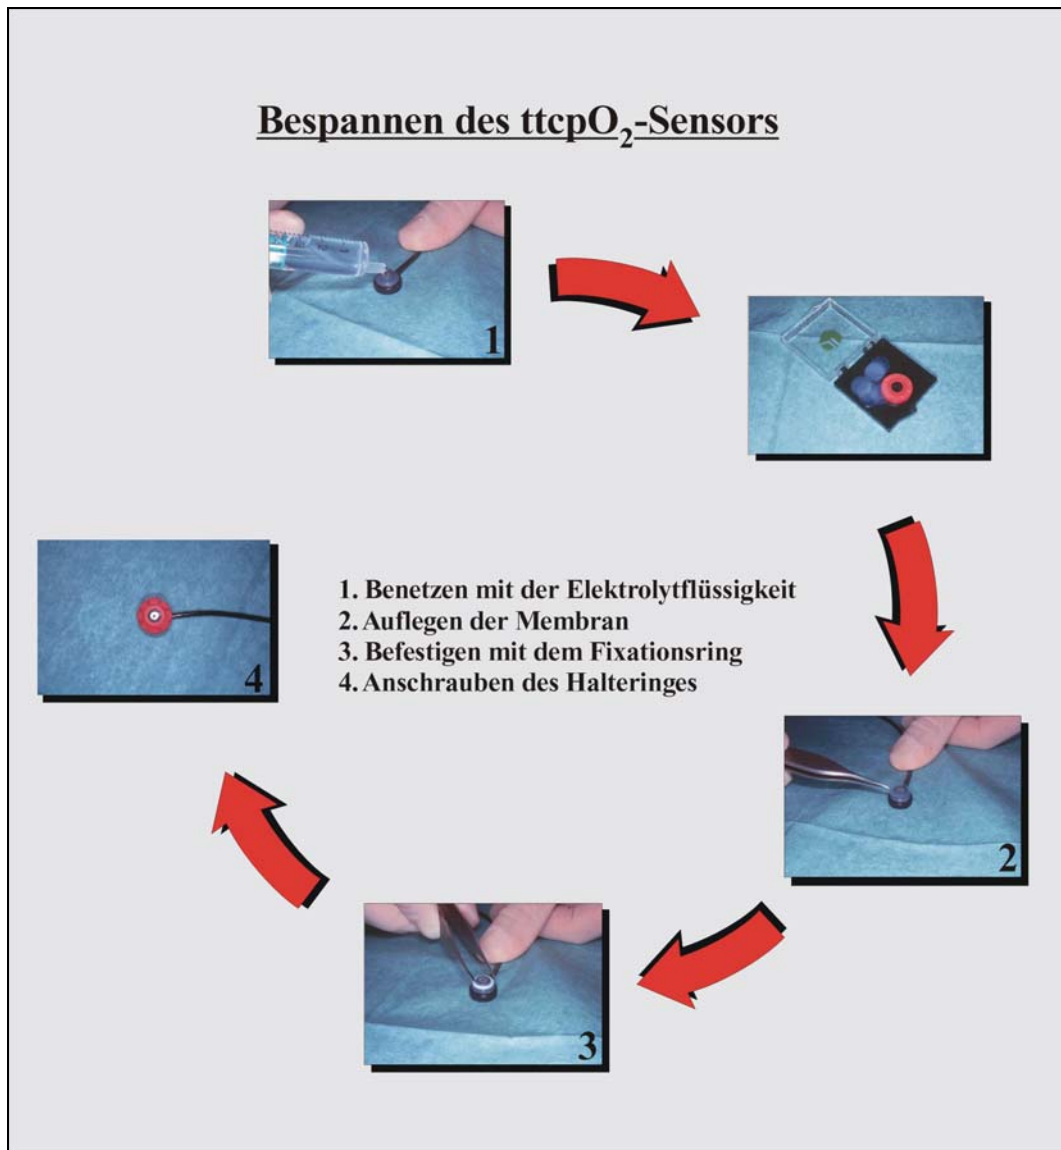 Bespannen des ttcpO₂-Sensors
1
1. Benetzen mit der Elektrolytflüssigkeit
2. Auflegen der Membran
3. Befestigen mit dem Fixationsring
4. Anschrauben des Halteringes
4
2
3